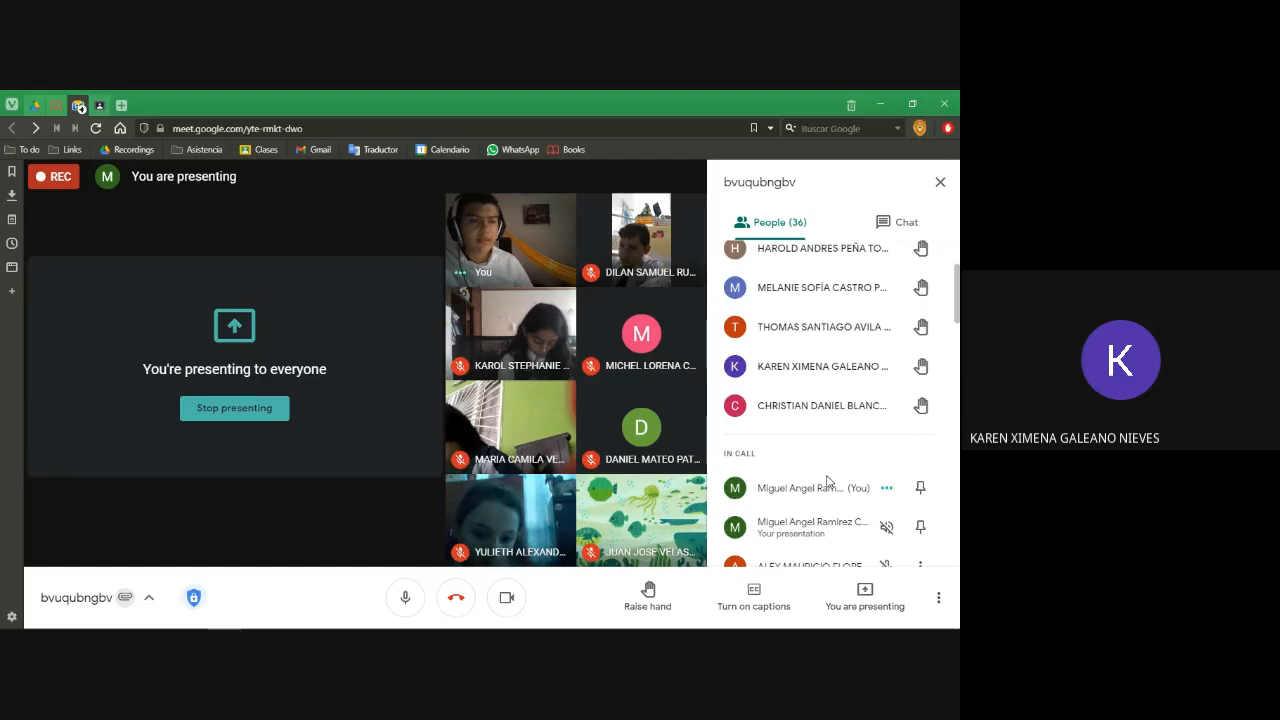 meet.google.com/yte-rmkt-dwo
Buscar Google
To do Links Recordings Asistencia Clases Gmail Traductor Calendario WhatsApp Books
REC M You are presenting
You're presenting to everyone
Stop presenting
You
DILAN SAMUEL RU...
KAROL STEPHANIE ...
M
MICHEL LORENA C...
MARIA CAMILA VE...
D
DANIEL MATEO PAT...
YULIETH ALEXAND...
JUAN JOSE VELAS...
bvuqubngbv
People (36) Chat
H HAROLD ANDRES PEÑA TO...
M MELANIE SOFÍA CASTRO P...
T THOMAS SANTIAGO AVILA ...
K KAREN XIMENA GALEANO ...
C CHRISTIAN DANIEL BLANC...
IN CALL
M Miguel Angel Ram... (You)
M Miguel Angel Ramirez C...
Your presentation
ALEX MAURICIO FLORE
bvuqubngbv
Raise hand
Turn on captions
You are presenting
K
KAREN XIMENA GALEANO NIEVES